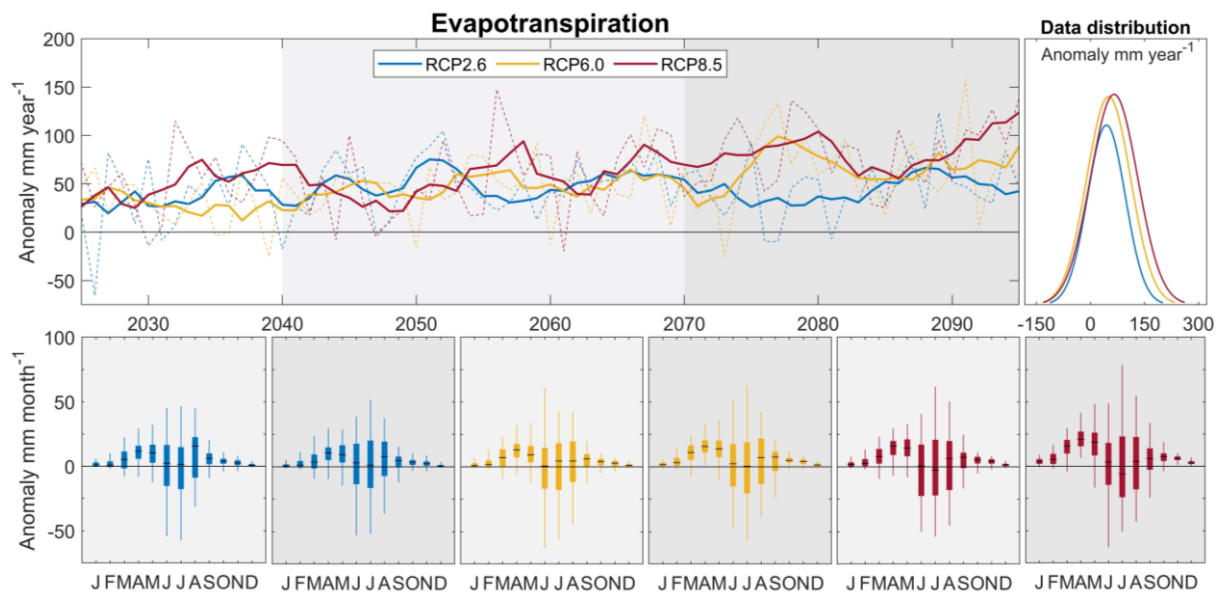 Evapotranspiration
Data distribution
200
150
100
50
0
-50
Anomaly mm year-1
RCP2.6 RCP6.0 RCP8.5
Anomaly mm year-1
2030 2040 2050 2060 2070 2080 2090
-150 0 150 300
100
50
0
-50
Anomaly mm month-1
J FMAMJ J ASOND J FMAMJ J ASOND J FMAMJ J ASOND J FMAMJ J ASOND J FMAMJ J ASOND J FMAMJ J ASOND